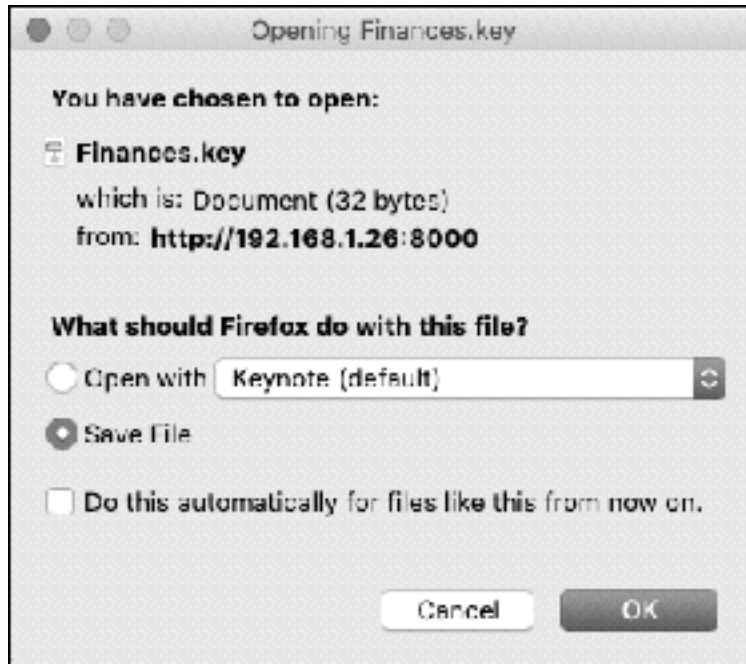 Opening Finances.key
You have chosen to open:
Finances.key
which is: Document (32 bytes)
from: http://192.168.1.26:8000
What should Firefox do with this file?
Open with Keynote (default)
Save File
Do this automatically for files like this from now on.
Cancel OK